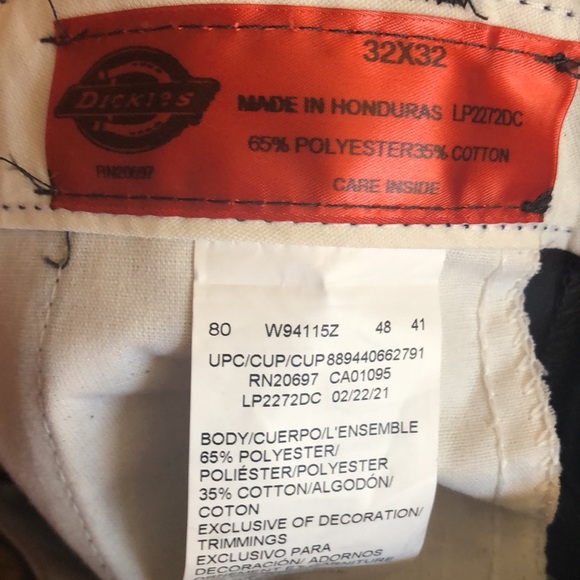 32X32
DICKIES
MADE IN HONDURAS LP2272DC
65% POLYESTER35% COTTON
RN20697
CARE INSIDE
80 W94115Z 48 41
UPC/CUP/CUP889440662791
RN20697 CA01095
LP2272DC 02/22/21
BODY/CUERPO/L'ENSEMBLE
65% POLYESTER/
POLIÉSTER/POLYESTER
35% COTTON/ALGODÓN/
COTON
EXCLUSIVE OF DECORATION/
TRIMMINGS
EXCLUSIVO PARA
DECORACIÓN/ ADORNOS